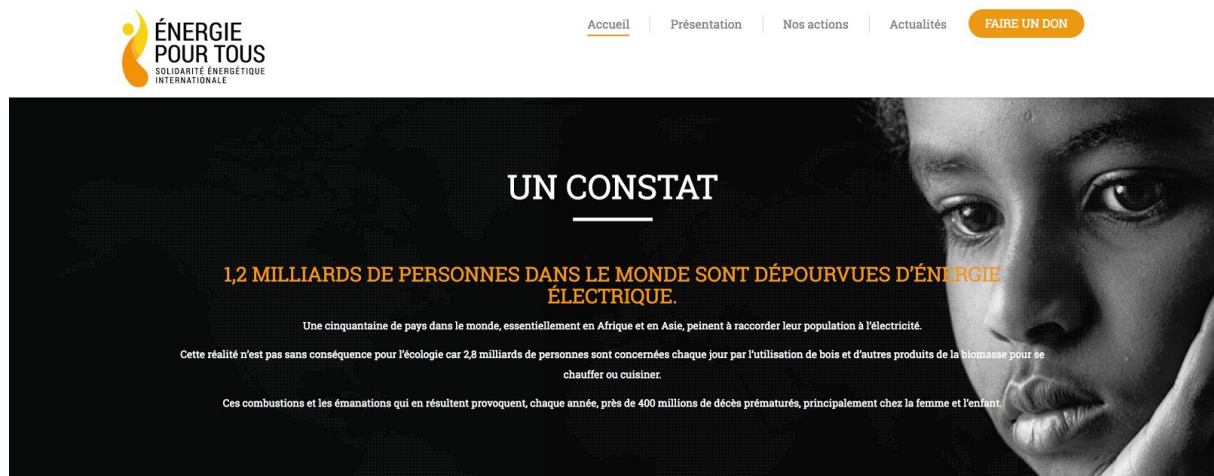 ÉNERGIE
POUR TOUS
SOLIDARITÉ ÉNERGÉTIQUE
INTERNATIONALE
Accueil
Présentation
Nos actions
Actualités
FAIRE UN DON
UN CONSTAT
1,2 MILLIARDS DE PERSONNES DANS LE MONDE SONT DÉPOURVUES D'ÉNERGIE
ÉLECTRIQUE.
Une cinquantaine de pays dans le monde, essentiellement en Afrique et en Asie, peinent à raccorder leur population à l'électricité.
Cette réalité n'est pas sans conséquence pour l'écologie car 2,8 milliards de personnes sont concernées chaque jour par l'utilisation de bois et d'autres produits de la biomasse pour se
chauffer ou cuisiner.
Ces combustions et les émanations qui en résultent provoquent, chaque année, près de 400 millions de décès prématurés, principalement chez la femme et l'enfant.